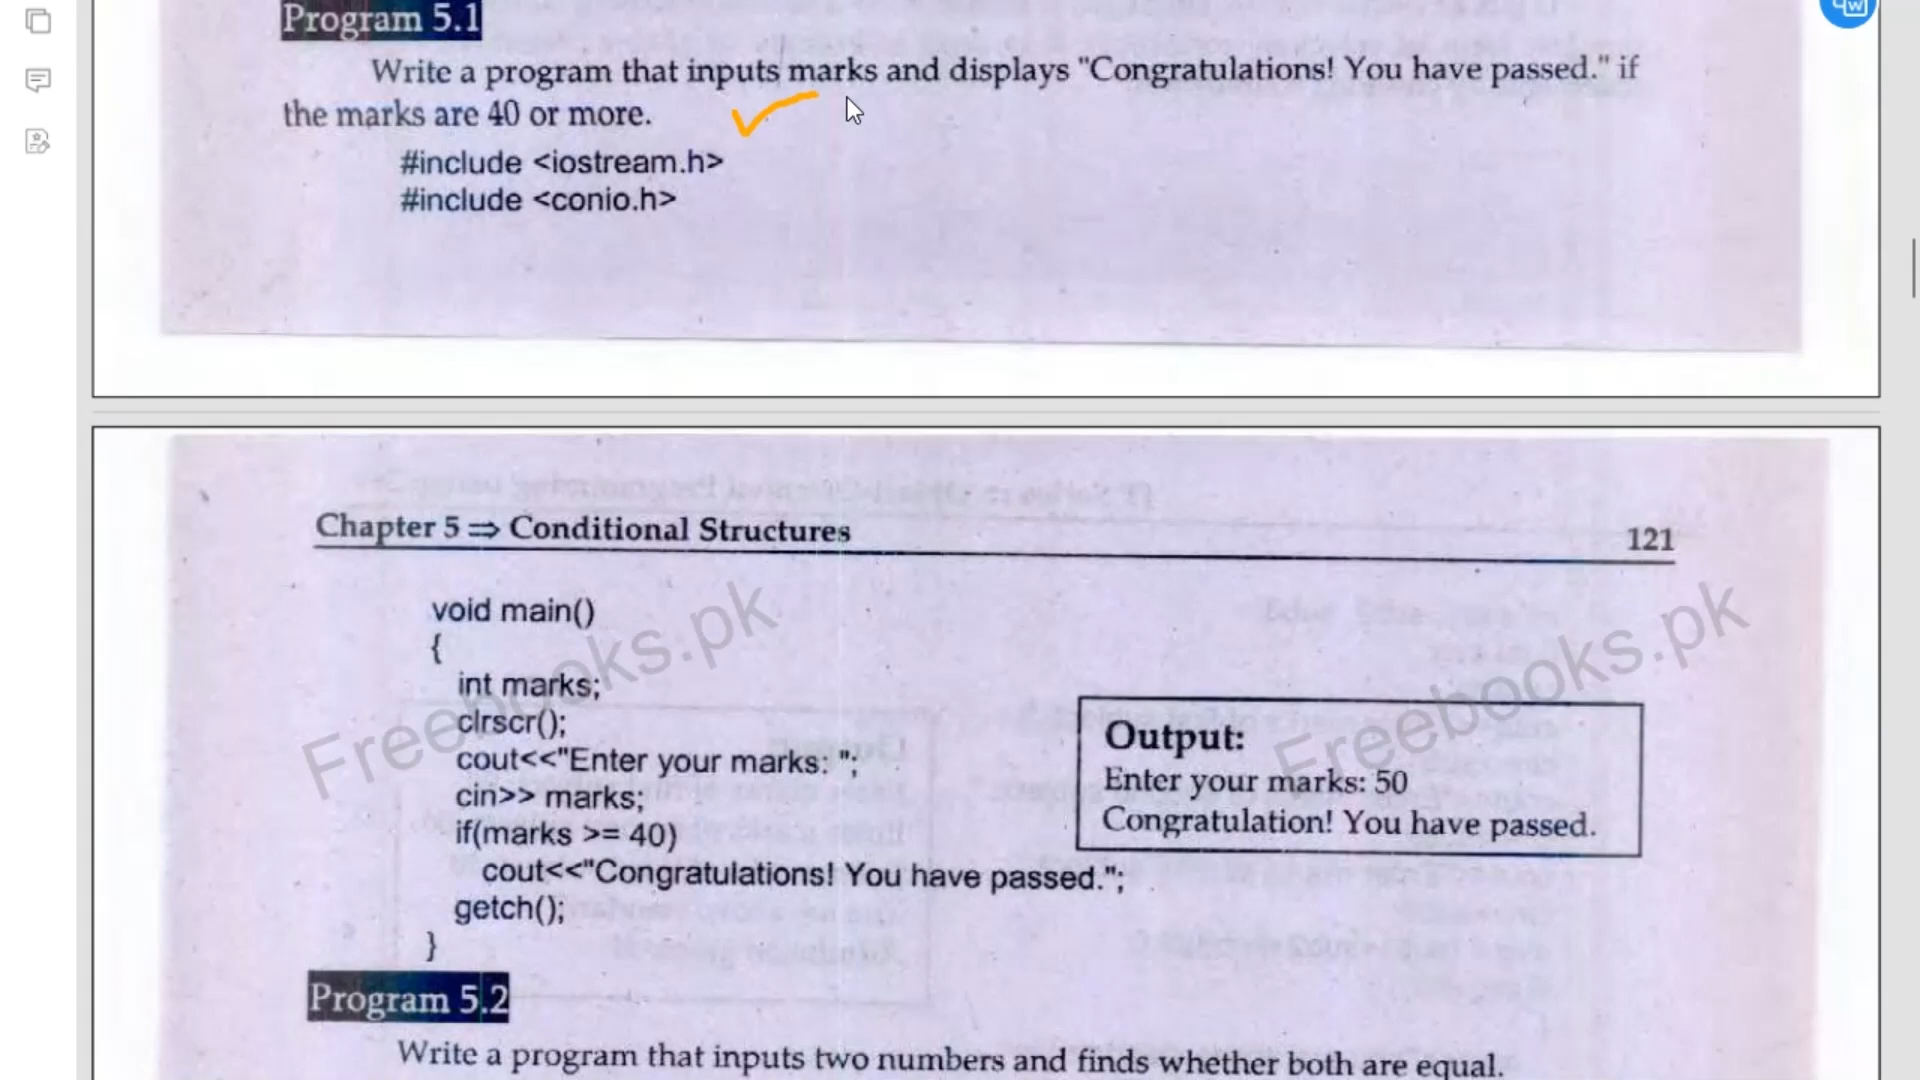 Program 5.1
Write a program that inputs marks and displays "Congratulations! You have passed." if
the marks are 40 or more.
#include <iostream.h>
#include <conio.h>
Chapter 5 ⇒ Conditional Structures 121
void main()
{
int marks;
clrscr();
cout<<"Enter your marks: ";
cin>> marks;
if(marks >= 40)
cout<<"Congratulations! You have passed.";
getch();
}
Output:
Enter your marks: 50
Congratulation! You have passed.
Freebooks.pk
Freebooks.pk
Program 5.2
Write a program that inputs two numbers and finds whether both are equal.